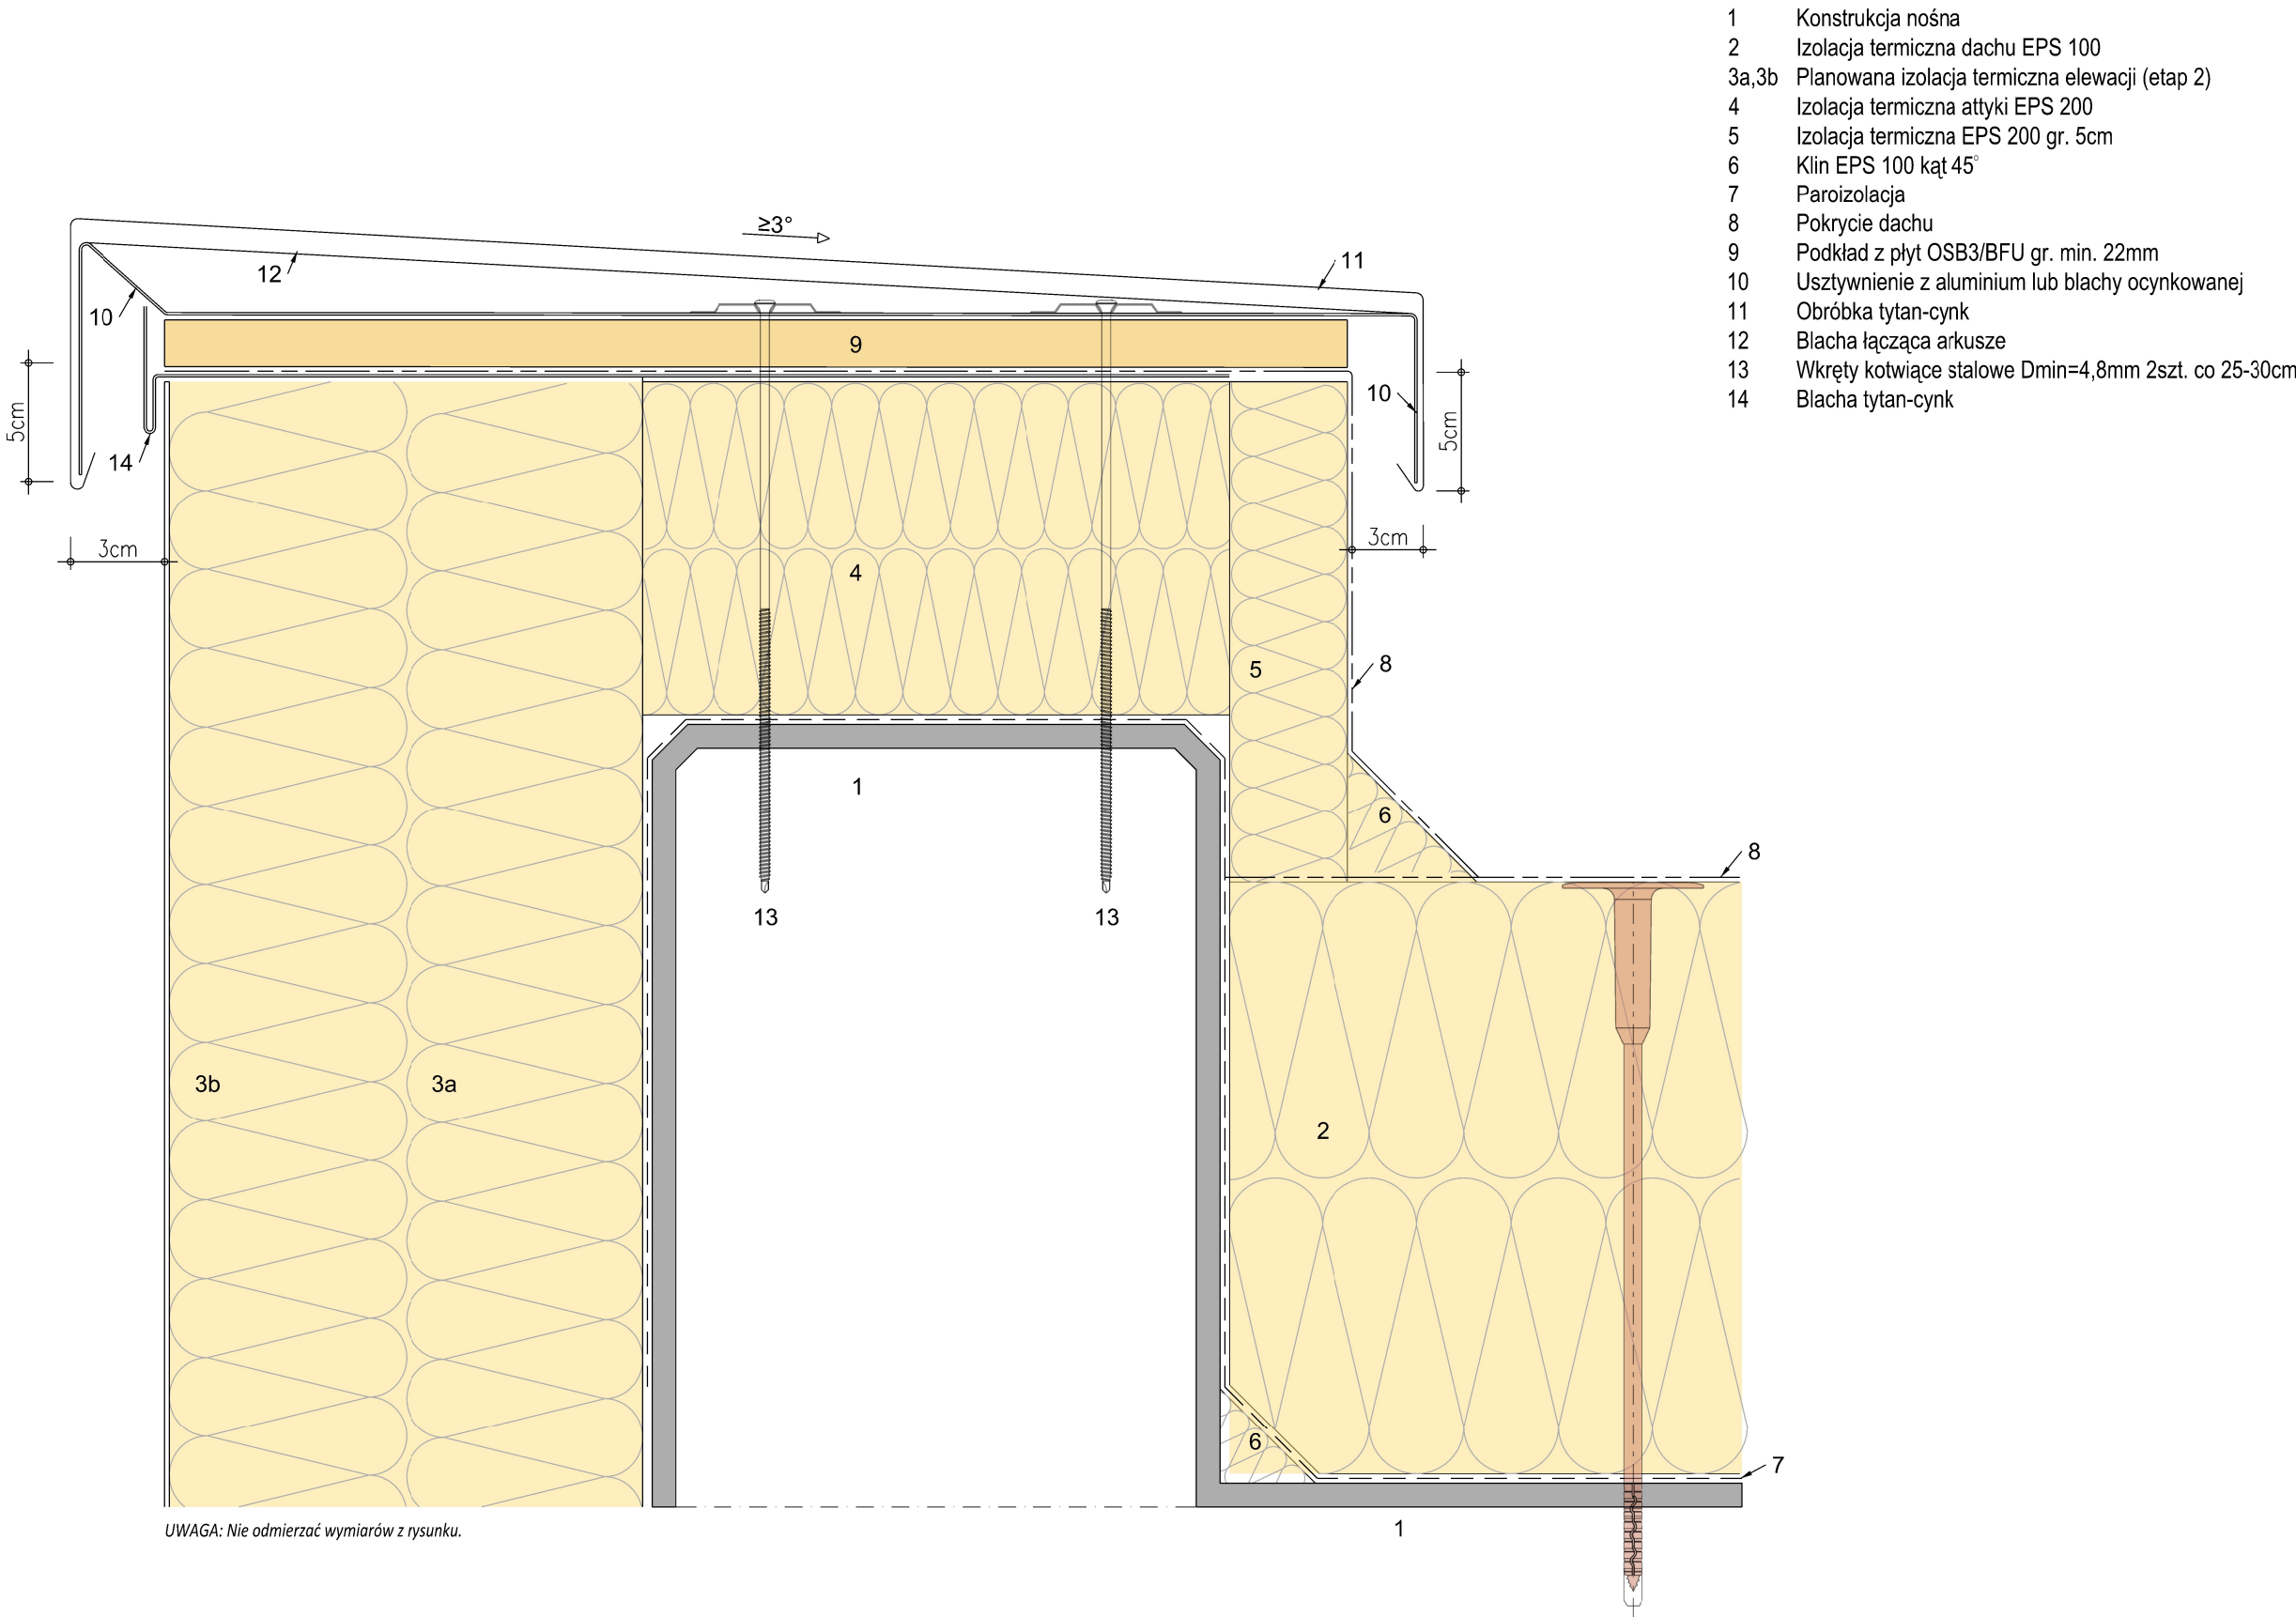 1 Konstrukcja nośna
2 Izolacja termiczna dachu EPS 100
3a,3b Planowana izolacja termiczna elewacji (etap 2)
4 Izolacja termiczna attyki EPS 200
5 Izolacja termiczna EPS 200 gr. 5cm
6 Klin EPS 100 kąt 45°
7 Paroizolacja
8 Pokrycie dachu
9 Podkład z płyt OSB3/BFU gr. min. 22mm
10 Usztywnienie z aluminium lub blachy ocynkowanej
11 Obróbka tytan-cynk
12 Blacha łącząca arkusze
13 Wkręty kotwiące stalowe Dmin=4,8mm 2szt. co 25-30cm
14 Blacha tytan-cynk
≥3°
11
12
10
9
10
5cm
5cm
14
3cm
3cm
4
5
8
1
6
8
13
13
3b
3a
2
6
7
1
UWAGA: Nie odmierzać wymiarów z rysunku.